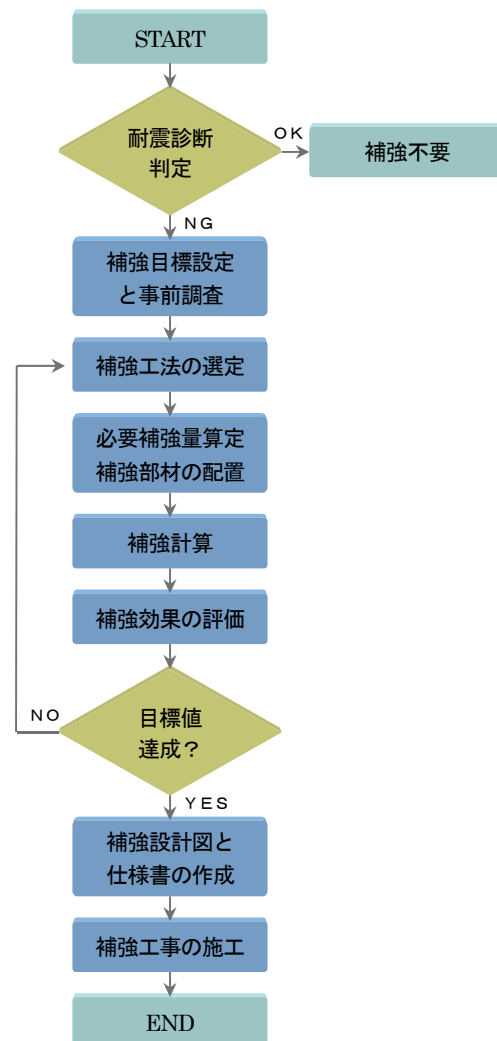 START
耐震診断
判定
OK
補強不要
NG
補強目標設定
と事前調査
補強工法の選定
必要補強量算定
補強部材の配置
補強計算
補強効果の評価
目標値
達成？
NO
YES
補強設計図と
仕様書の作成
補強工事の施工
END